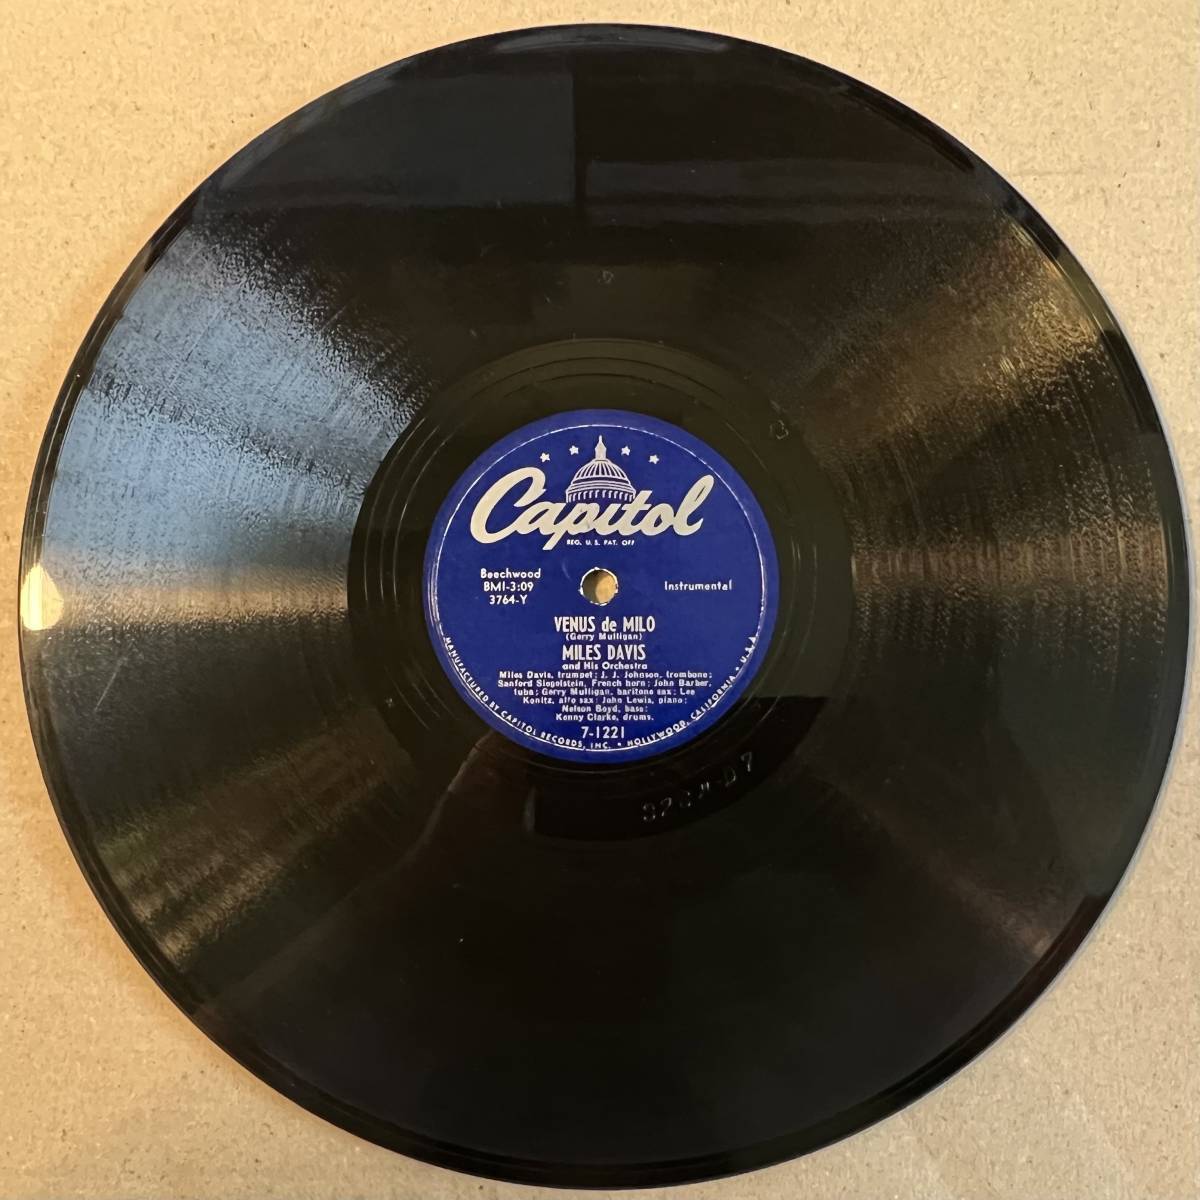 Capitol
REG. U. S. PAT. OFF
Beechwood
BMI-3:09
3764-Y
Instrumental
VENUS de MILO
(Gerry Mulligan)
MILES DAVIS
and His Orchestra
Miles Davis, trumpet; J. J. Johnson, trombone;
Sanford Siegelstein, French horn; John Barber,
tuba; Gerry Mulligan, baritone sax; Lee
Konitz, alto sax; John Lewis, piano;
Nelson Boyd, bass;
Kenny Clarke, drums.
7-1221
MANUFACTURED BY CAPITOL RECORDS, INC. • HOLLYWOOD, CALIFORNIA • U.S.A.